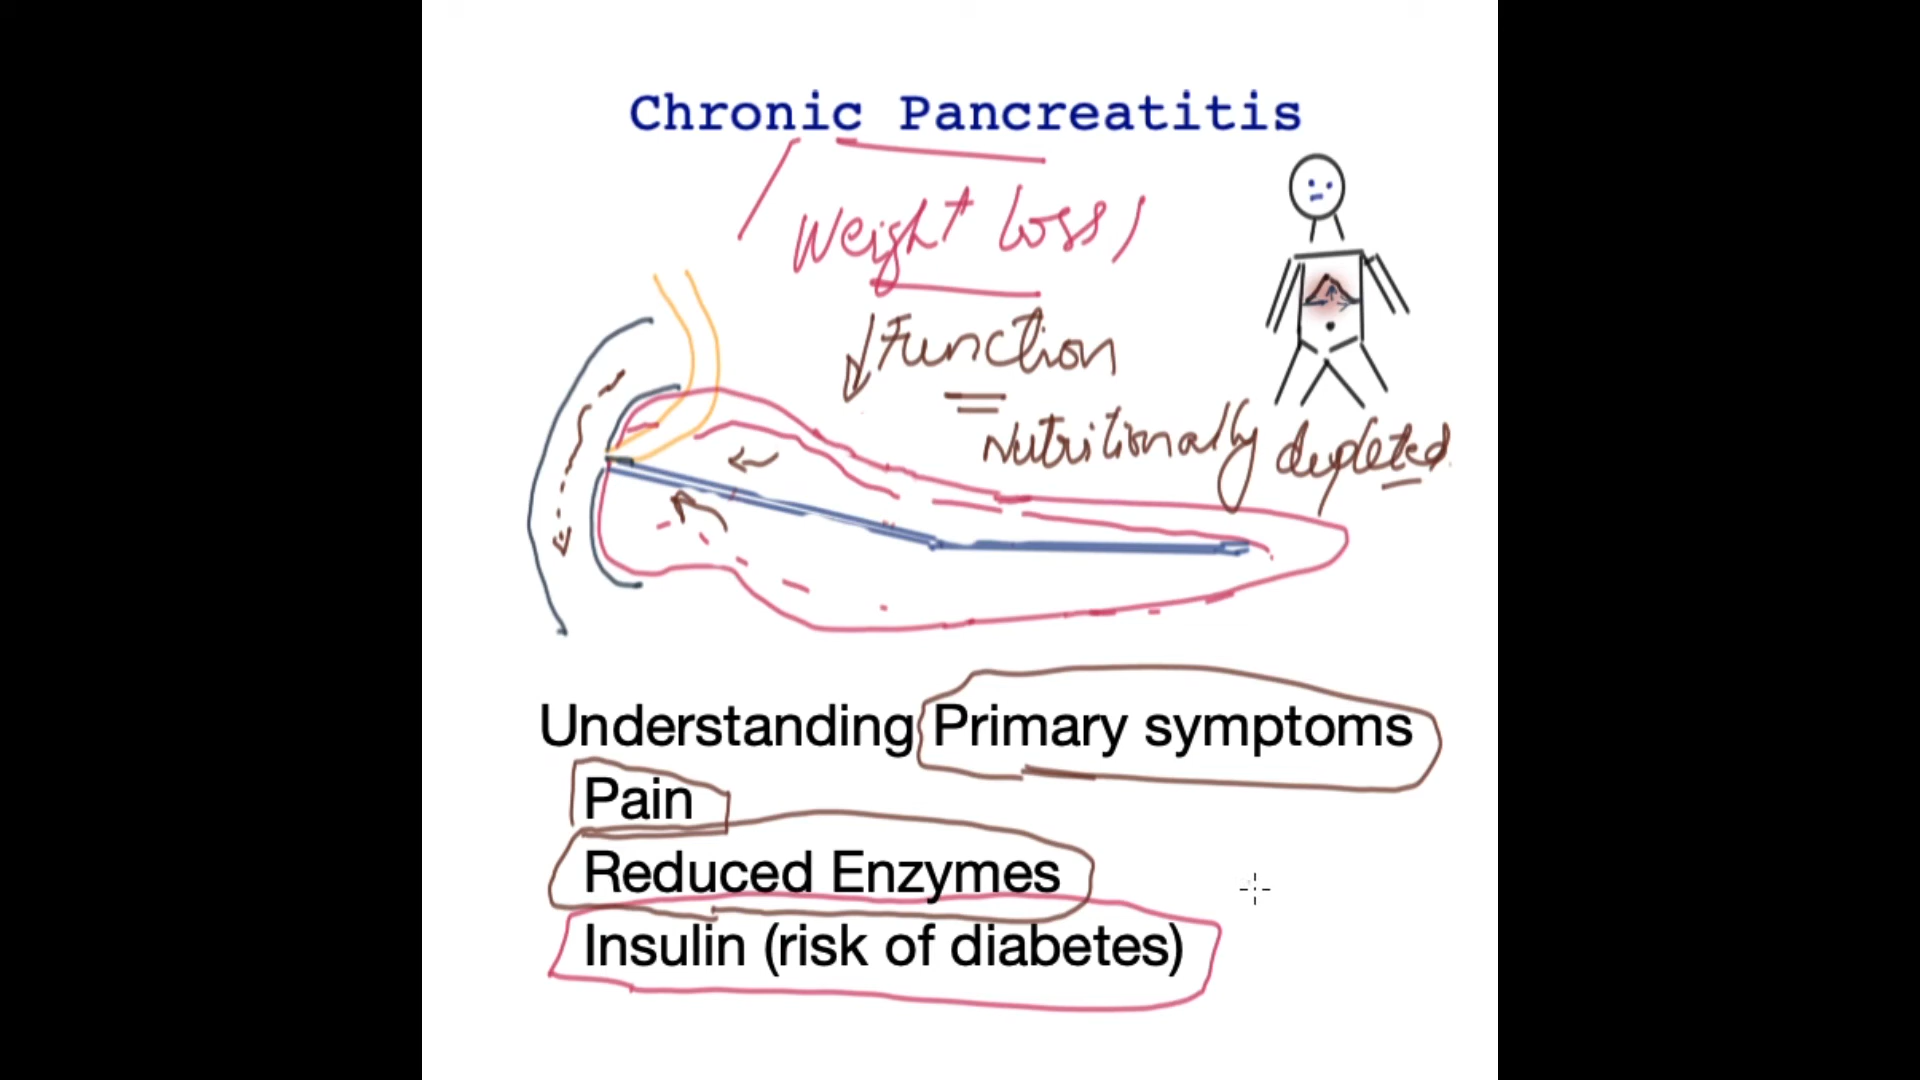 Chronic Pancreatitis
Weight loss
↓ Function
Nutritionally depleted
Understanding Primary symptoms
Pain
Reduced Enzymes
Insulin (risk of diabetes)